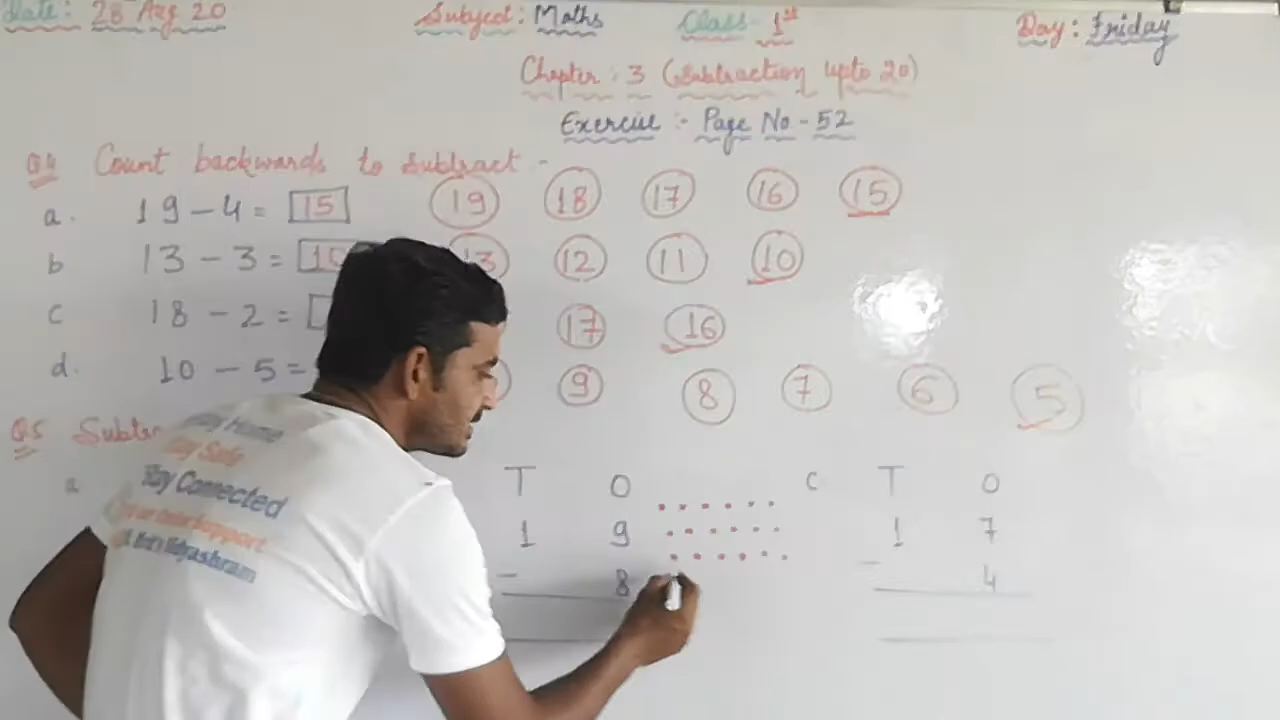 Date: 28 Aug 20 Subject: Maths Class 1st Day: Friday
Chapter: 3 (Subtraction upto 20)
Exercise :- Page No - 52
Q4 Count backwards to subtract -
a. 19 - 4 = 15 19 18 17 16 15
b 13 - 3 = 10 13 12 11 10
c 18 - 2 = 17 16
d. 10 - 5 = 9 8 7 6 5
Q5
a T O C T O
1 9 1 7
- 8 - 4
Stay Home
Stay Safe
Stay Connected